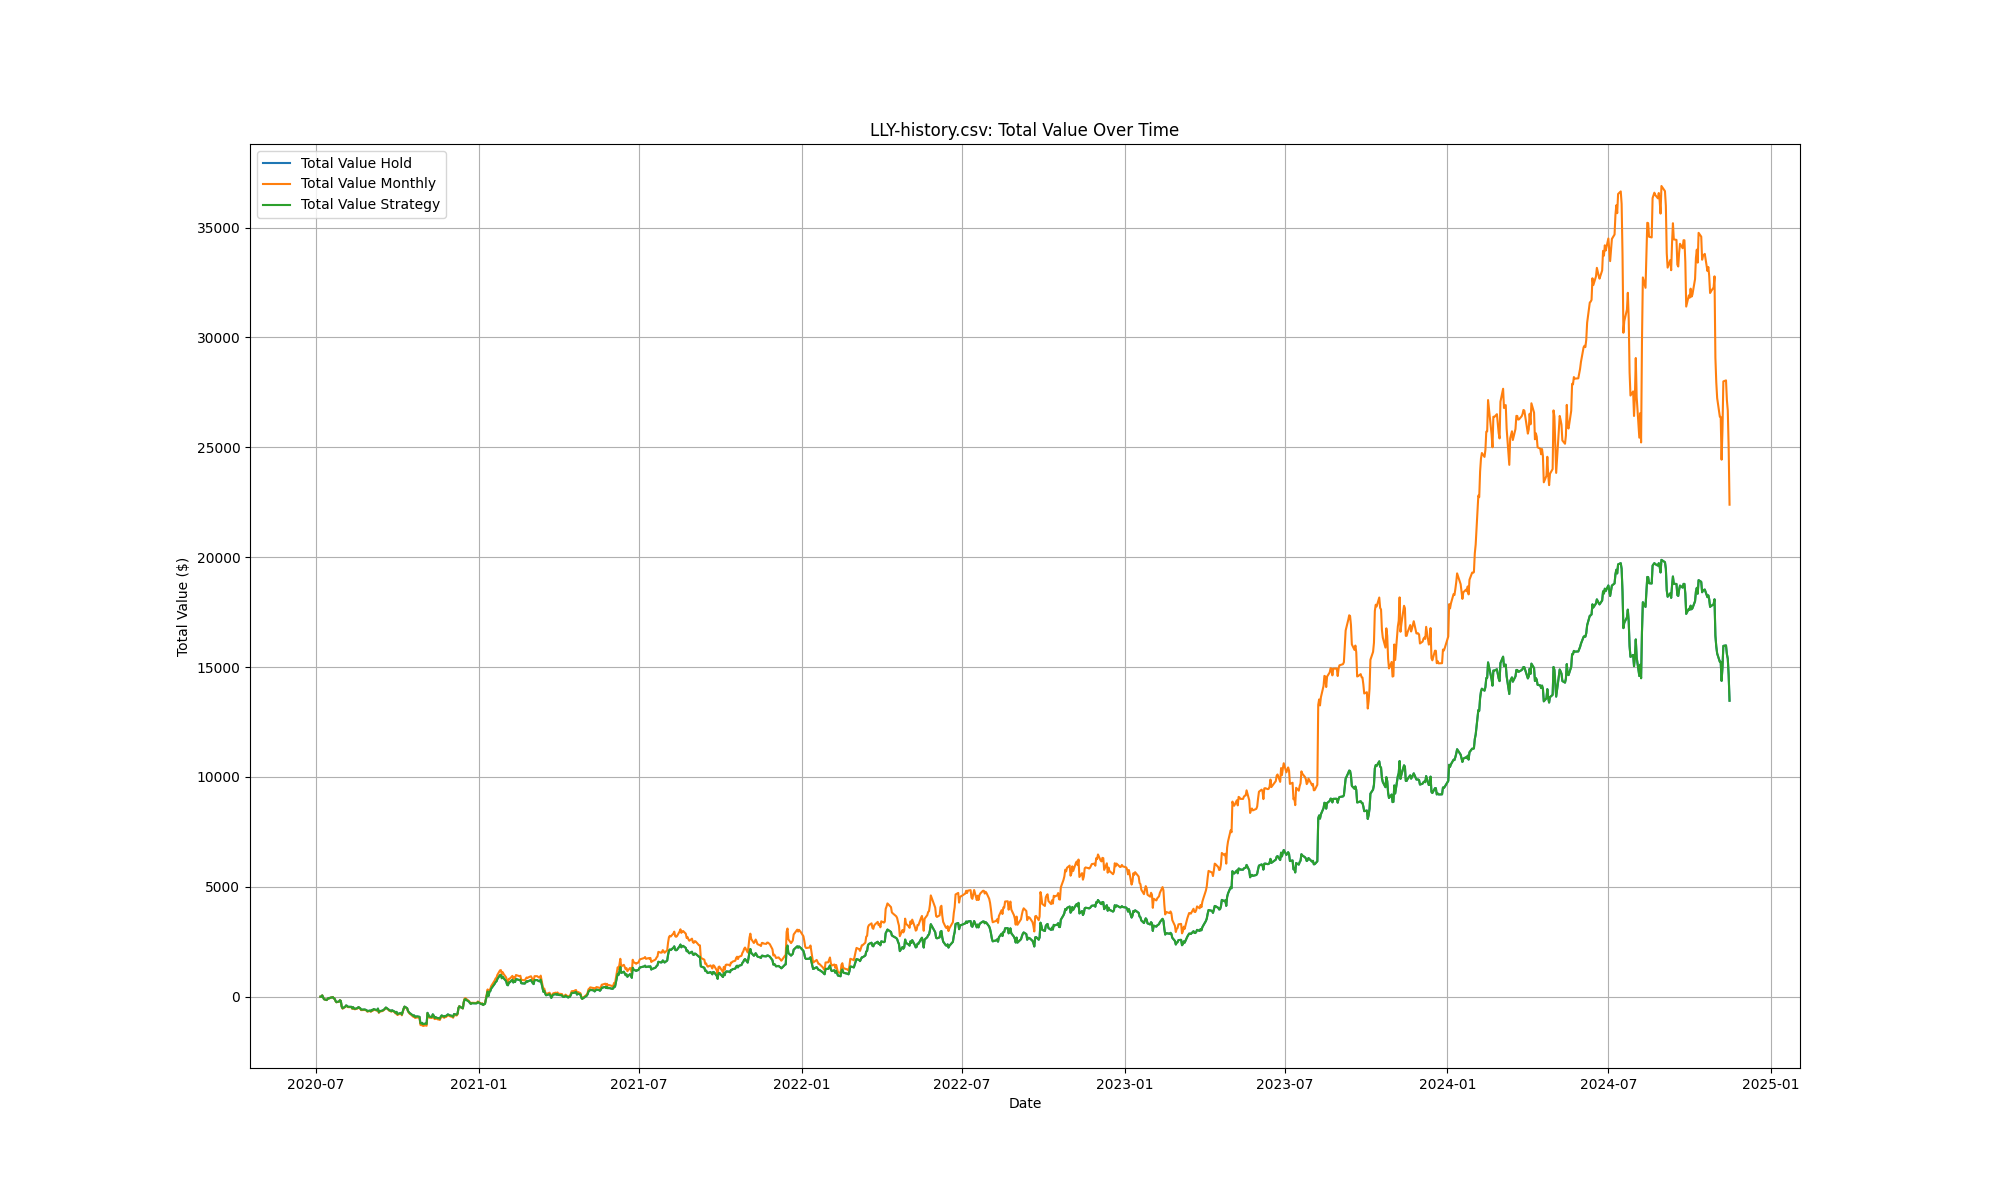 LLY-history.csv: Total Value Over Time
Total Value Hold
Total Value Monthly
Total Value Strategy
Total Value ($)
35000
30000
25000
20000
15000
10000
5000
0
2020-07 2021-01 2021-07 2022-01 2022-07 2023-01 2023-07 2024-01 2024-07 2025-01
Date